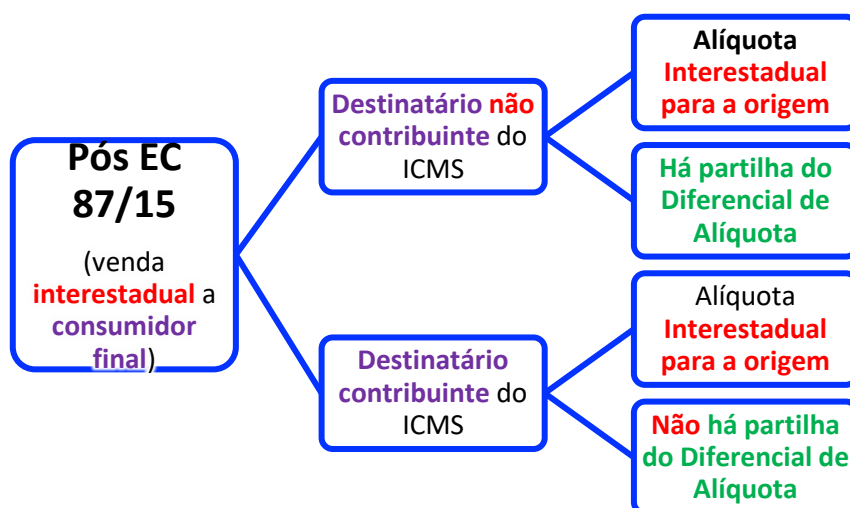 Pós EC
87/15
(venda
interestadual a
consumidor
final)
Destinatário não
contribuinte do
ICMS
Alíquota
Interestadual
para a origem
Há partilha do
Diferencial de
Alíquota
Destinatário
contribuinte do
ICMS
Alíquota
Interestadual
para a origem
Não há partilha
do Diferencial de
Alíquota